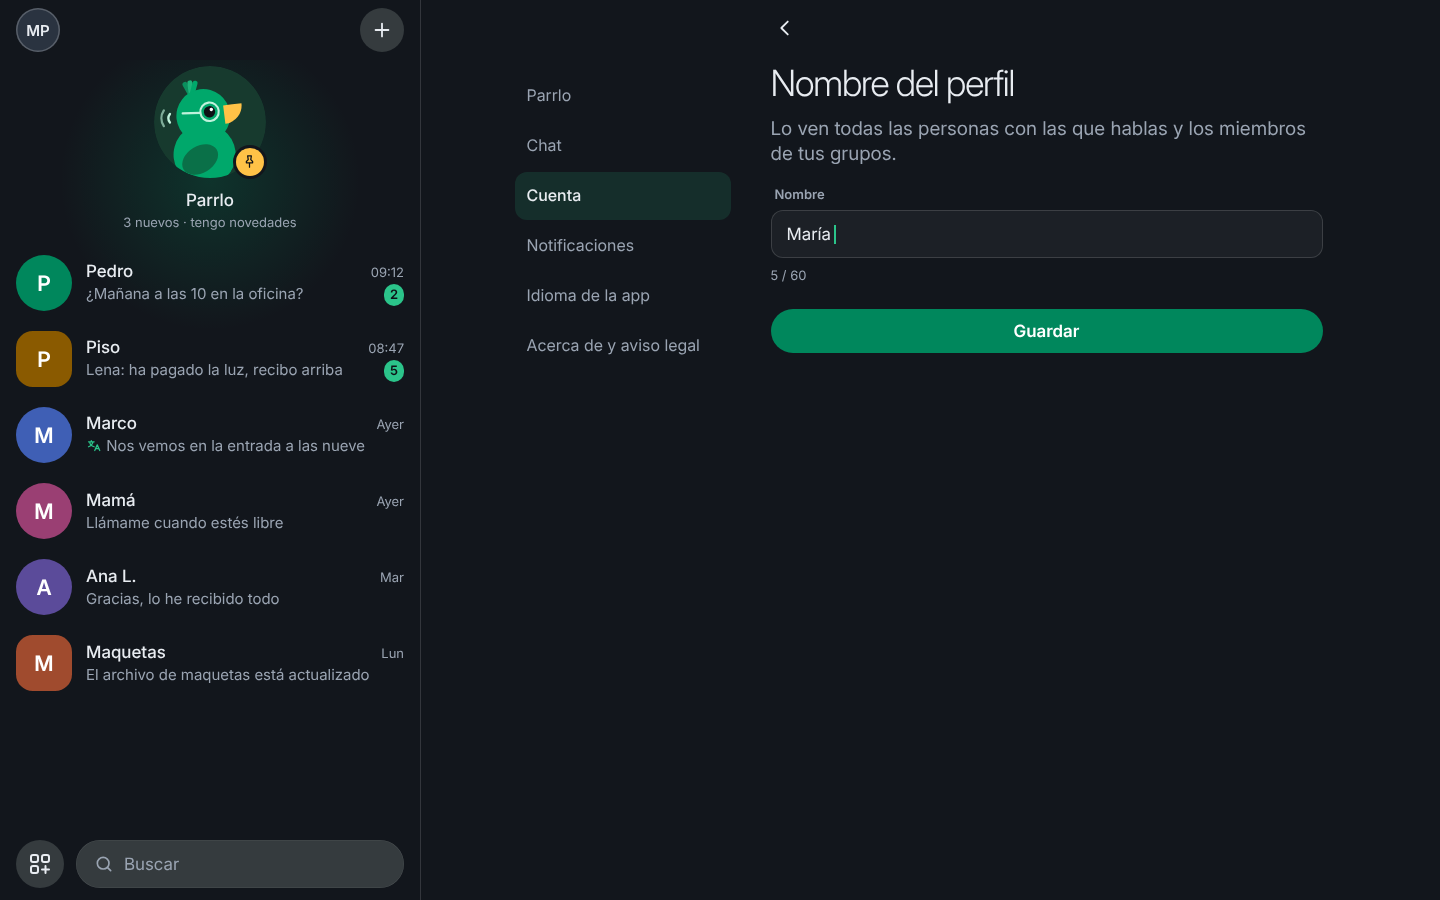 MP
Parrlo
3 nuevos · tengo novedades
P
Pedro
09:12
¿Mañana a las 10 en la oficina?
2
P
Piso
08:47
Lena: ha pagado la luz, recibo arriba
5
M
Marco
Ayer
Nos vemos en la entrada a las nueve
M
Mamá
Ayer
Llámame cuando estés libre
A
Ana L.
Mar
Gracias, lo he recibido todo
M
Maquetas
Lun
El archivo de maquetas está actualizado
Buscar
Parrlo
Chat
Cuenta
Notificaciones
Idioma de la app
Acerca de y aviso legal
Nombre del perfil
Lo ven todas las personas con las que hablas y los miembros
de tus grupos.
Nombre
María
5 / 60
Guardar